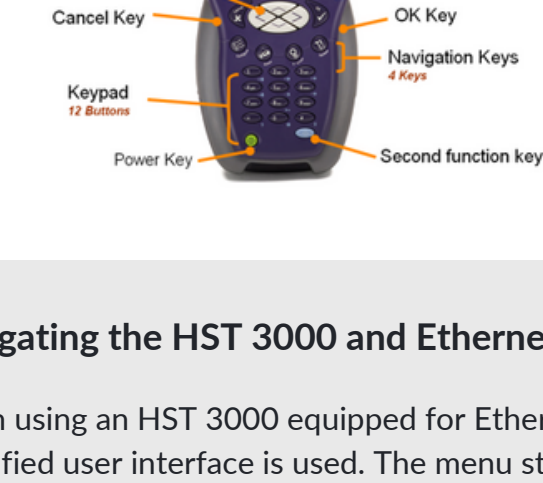 Cancel Key
OK Key
Navigation Keys
4 Keys
Keypad
12 Buttons
Power Key
Second function key
gating the HST 3000 and Etherne
using an HST 3000 equipped for Ether
fied user interface is used. The menu st